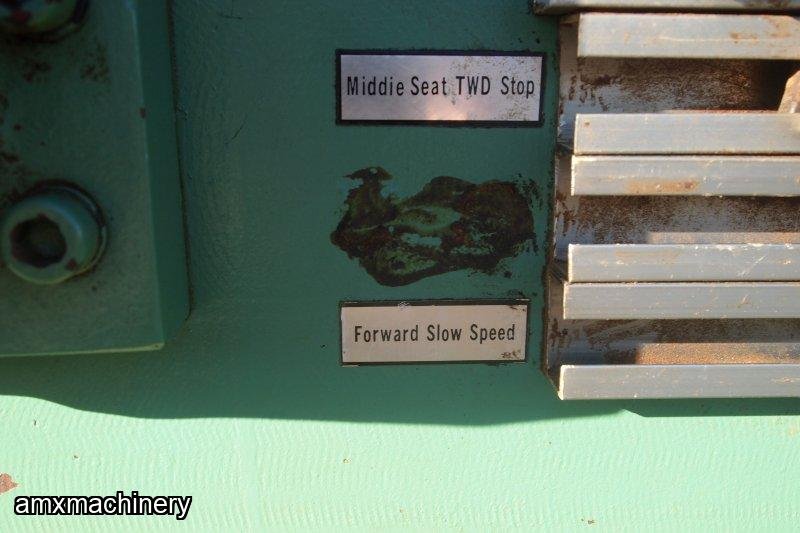 Middie Seat TWD Stop
Forward Slow Speed
amxmachinery